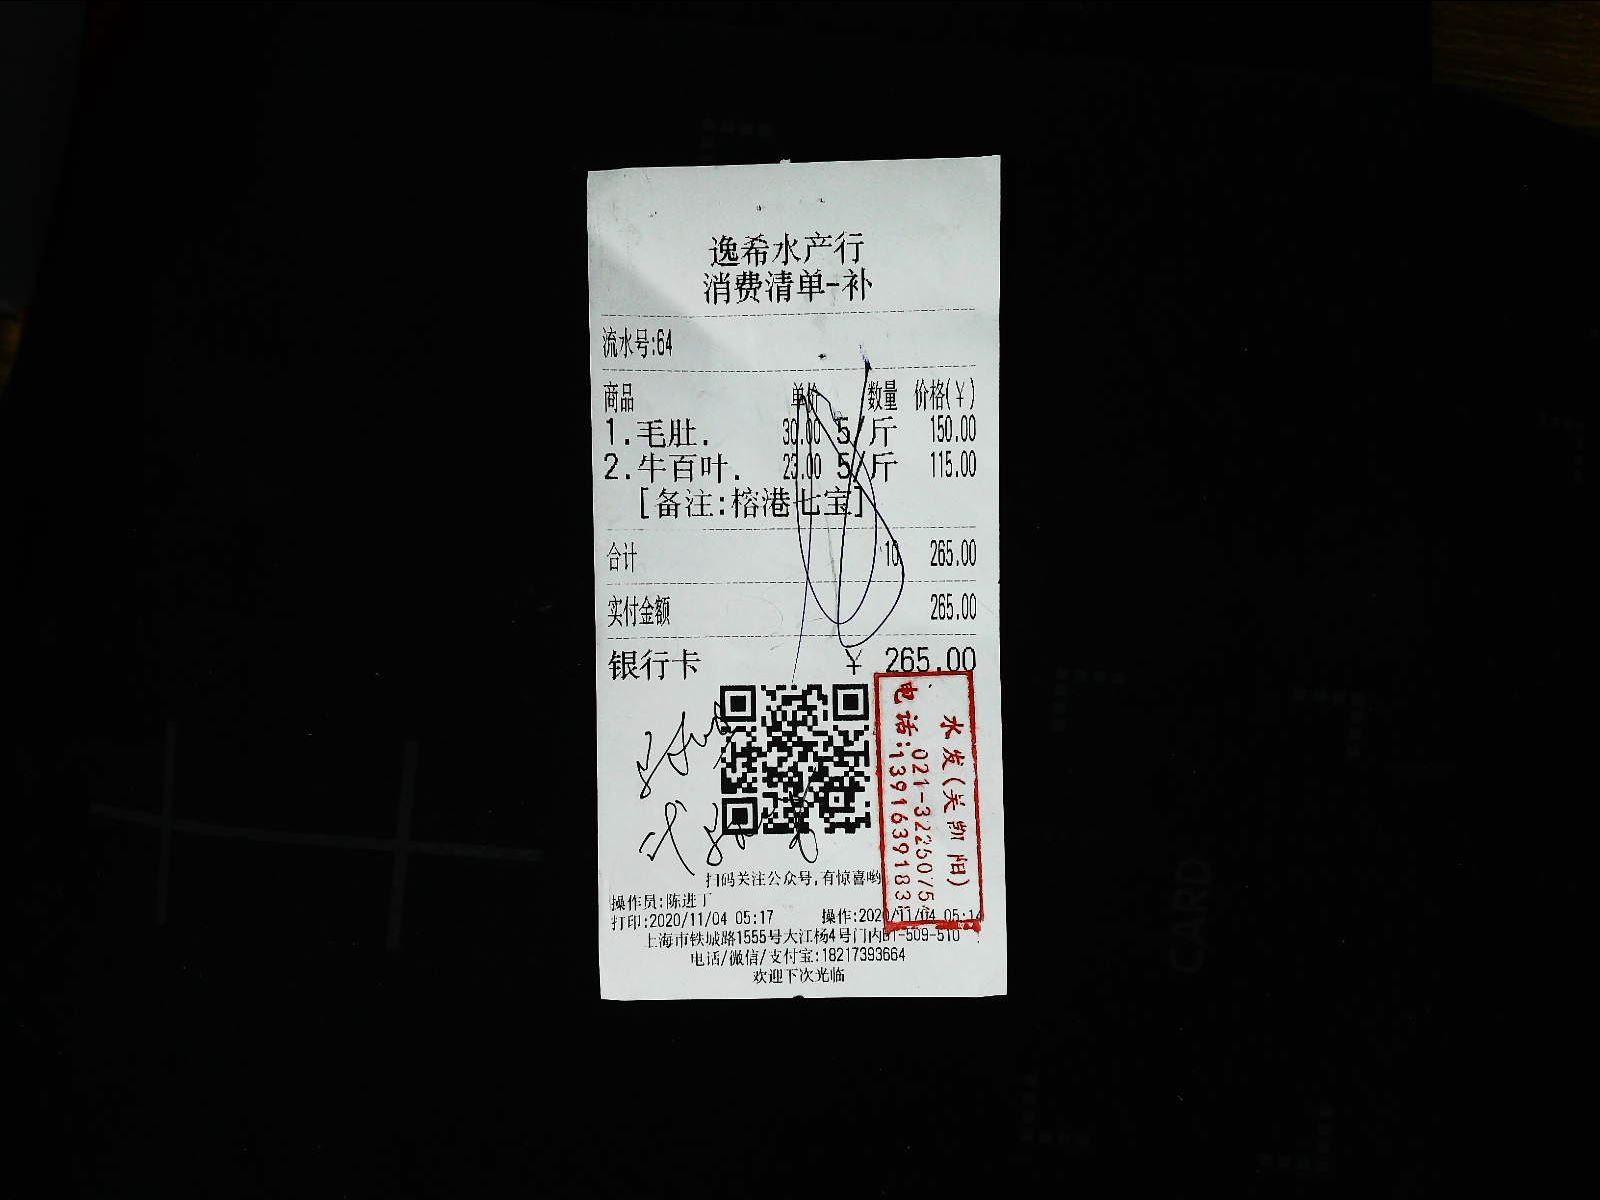 逸希水产行
消费清单-补
流水号:64
商品 单价 数量 价格(￥)
1.毛肚. 30.00 5/斤 150.00
2.牛百叶. 23.00 5/斤 115.00
[备注:榕港七宝]
合计 10 265.00
实付金额 265.00
银行卡 ￥ 265.00
水发(关凯阳)
电话:021-32250754
1391639183
扫码关注公众号,有惊喜哟
操作员:陈进丁
打印:2020/11/04 05:17 操作:2020/11/04 05:14
上海市铁城路1555号大江杨4号门内B1-509-510
电话/微信/支付宝:18217393664
欢迎下次光临
CARD